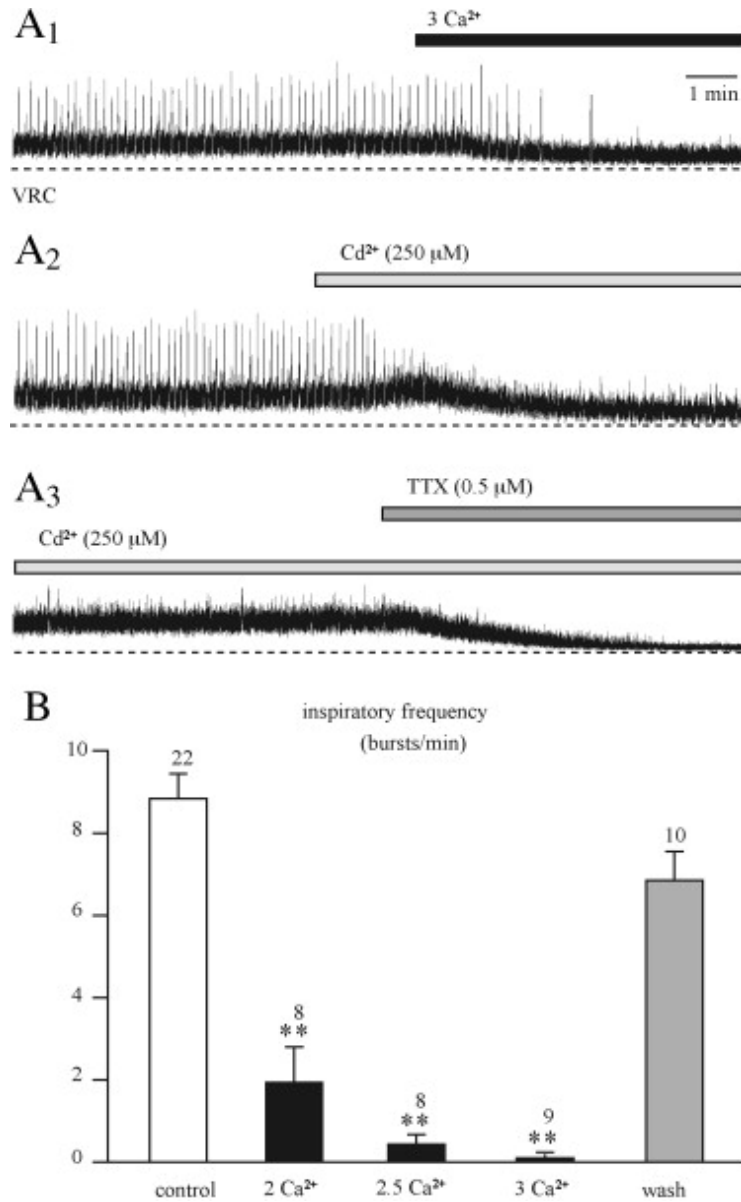 A1
3 Ca²⁺
1 min
VRC
A2
Cd²⁺ (250 μM)
A3
TTX (0.5 μM)
Cd²⁺ (250 μM)
B
inspiratory frequency
(bursts/min)
10
8
6
4
2
0
22
8
**
8
**
9
**
10
control
2 Ca²⁺
2.5 Ca²⁺
3 Ca²⁺
wash